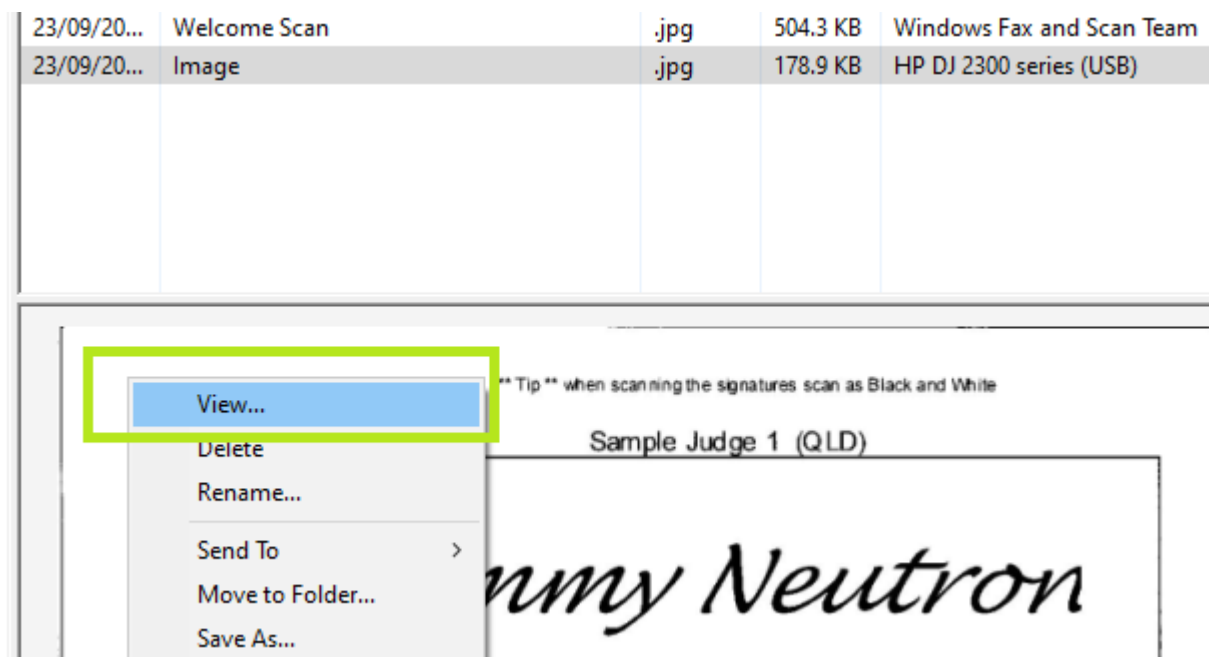 23/09/20... Welcome Scan .jpg 504.3 KB Windows Fax and Scan Team
23/09/20... Image .jpg 178.9 KB HP DJ 2300 series (USB)
** Tip ** when scanning the signatures scan as Black and White
View...
Sample Judge 1 (QLD)
Delete
Rename...
Send To >
mmy Neutron
Move to Folder...
Save As...